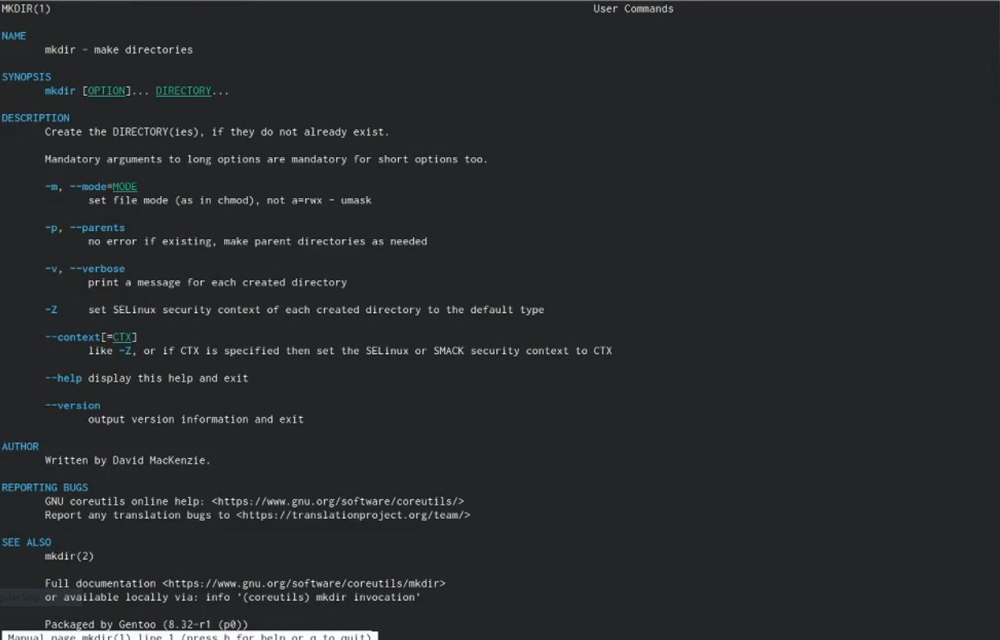 MKDIR(1) User Commands
NAME
mkdir - make directories
SYNOPSIS
mkdir [OPTION]... DIRECTORY...
DESCRIPTION
Create the DIRECTORY(ies), if they do not already exist.
Mandatory arguments to long options are mandatory for short options too.
-m, --mode=MODE
set file mode (as in chmod), not a=rwx - umask
-p, --parents
no error if existing, make parent directories as needed
-v, --verbose
print a message for each created directory
-Z set SELinux security context of each created directory to the default type
--context[=CTX]
like -Z, or if CTX is specified then set the SELinux or SMACK security context to CTX
--help display this help and exit
--version
output version information and exit
AUTHOR
Written by David MacKenzie.
REPORTING BUGS
GNU coreutils online help: <https://www.gnu.org/software/coreutils/>
Report any translation bugs to <https://translationproject.org/team/>
SEE ALSO
mkdir(2)
Full documentation <https://www.gnu.org/software/coreutils/mkdir>
gular Snip or available locally via: info '(coreutils) mkdir invocation'
Packaged by Gentoo (8.32-r1 (p0))
Manual page mkdir(1) line 1 (press h for help or q to quit)